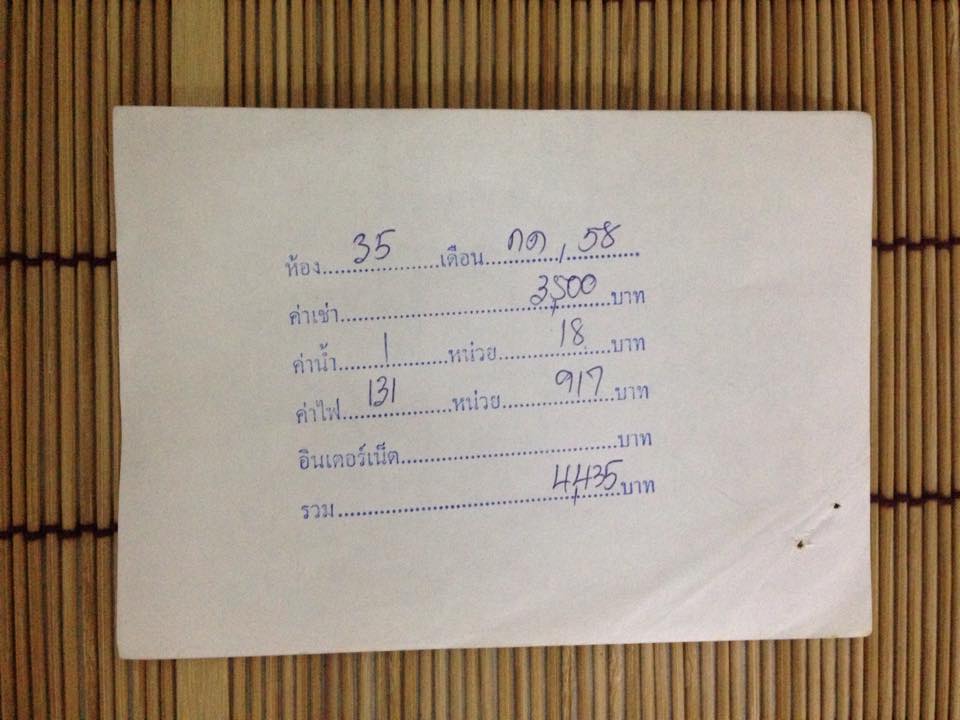 ห้อง 35 เดือน กค, 58
ค่าเช่า 3,500 บาท
ค่าน้ำ 1 หน่วย 18 บาท
ค่าไฟ 131 หน่วย 917 บาท
อินเตอร์เน็ต บาท
รวม 4,435 บาท